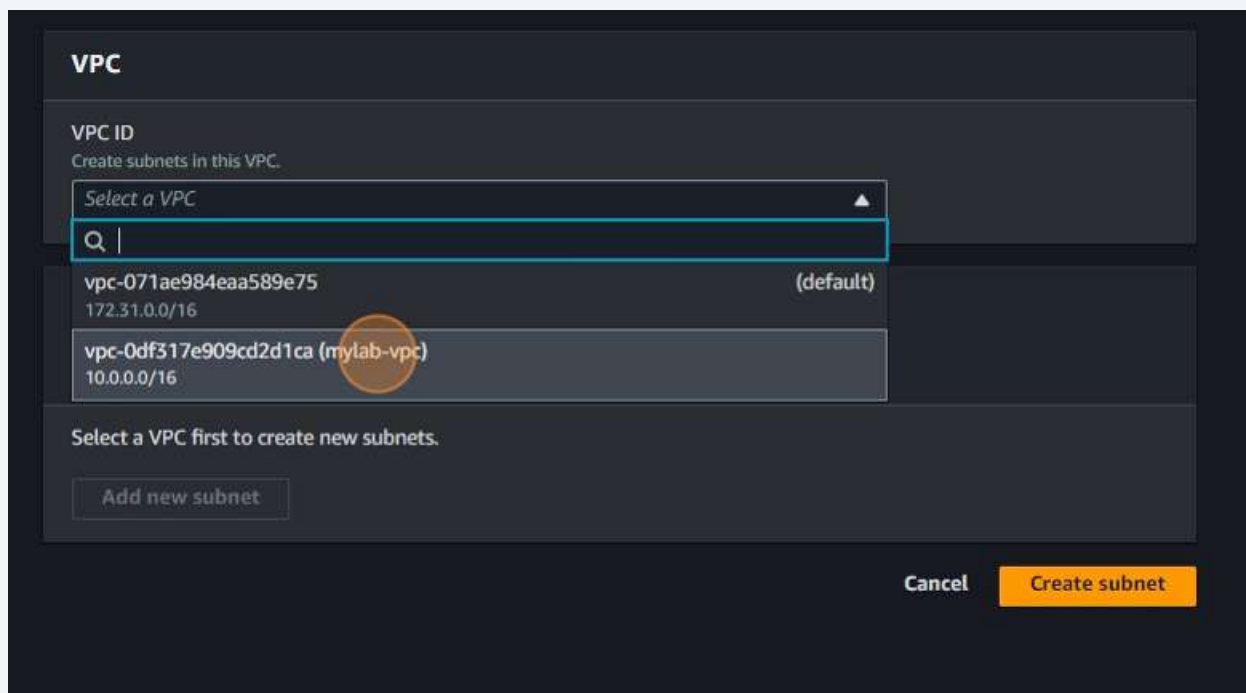 VPC
VPC ID
Create subnets in this VPC.
Select a VPC
vpc-071ae984eaa589e75 (default)
172.31.0.0/16
vpc-0df317e909cd2d1ca (mylab-vpc)
10.0.0.0/16
Select a VPC first to create new subnets.
Add new subnet
Cancel Create subnet